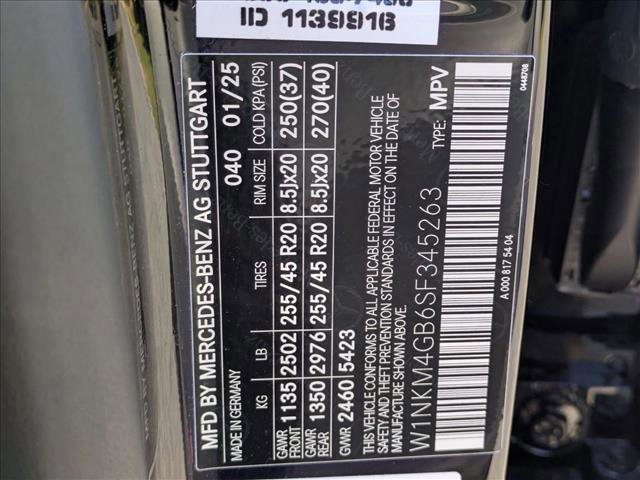 IID 1139916
MFD BY MERCEDES-BENZ AG STUTTGART
MADE IN GERMANY 040 01/25
KG LB TIRES RIM SIZE COLD KPA (PSI)
GAWR FRONT 1135 2502 255/45 R20 8.5Jx20 250(37)
GAWR REAR 1350 2976 255/45 R20 8.5Jx20 270(40)
GVWR 2460 5423
THIS VEHICLE CONFORMS TO ALL APPLICABLE FEDERAL MOTOR VEHICLE
SAFETY AND THEFT PREVENTION STANDARDS IN EFFECT ON THE DATE OF
MANUFACTURE SHOWN ABOVE.
W1NKM4GB6SF345263 TYPE: MPV
A 000 817 54 04 0448708